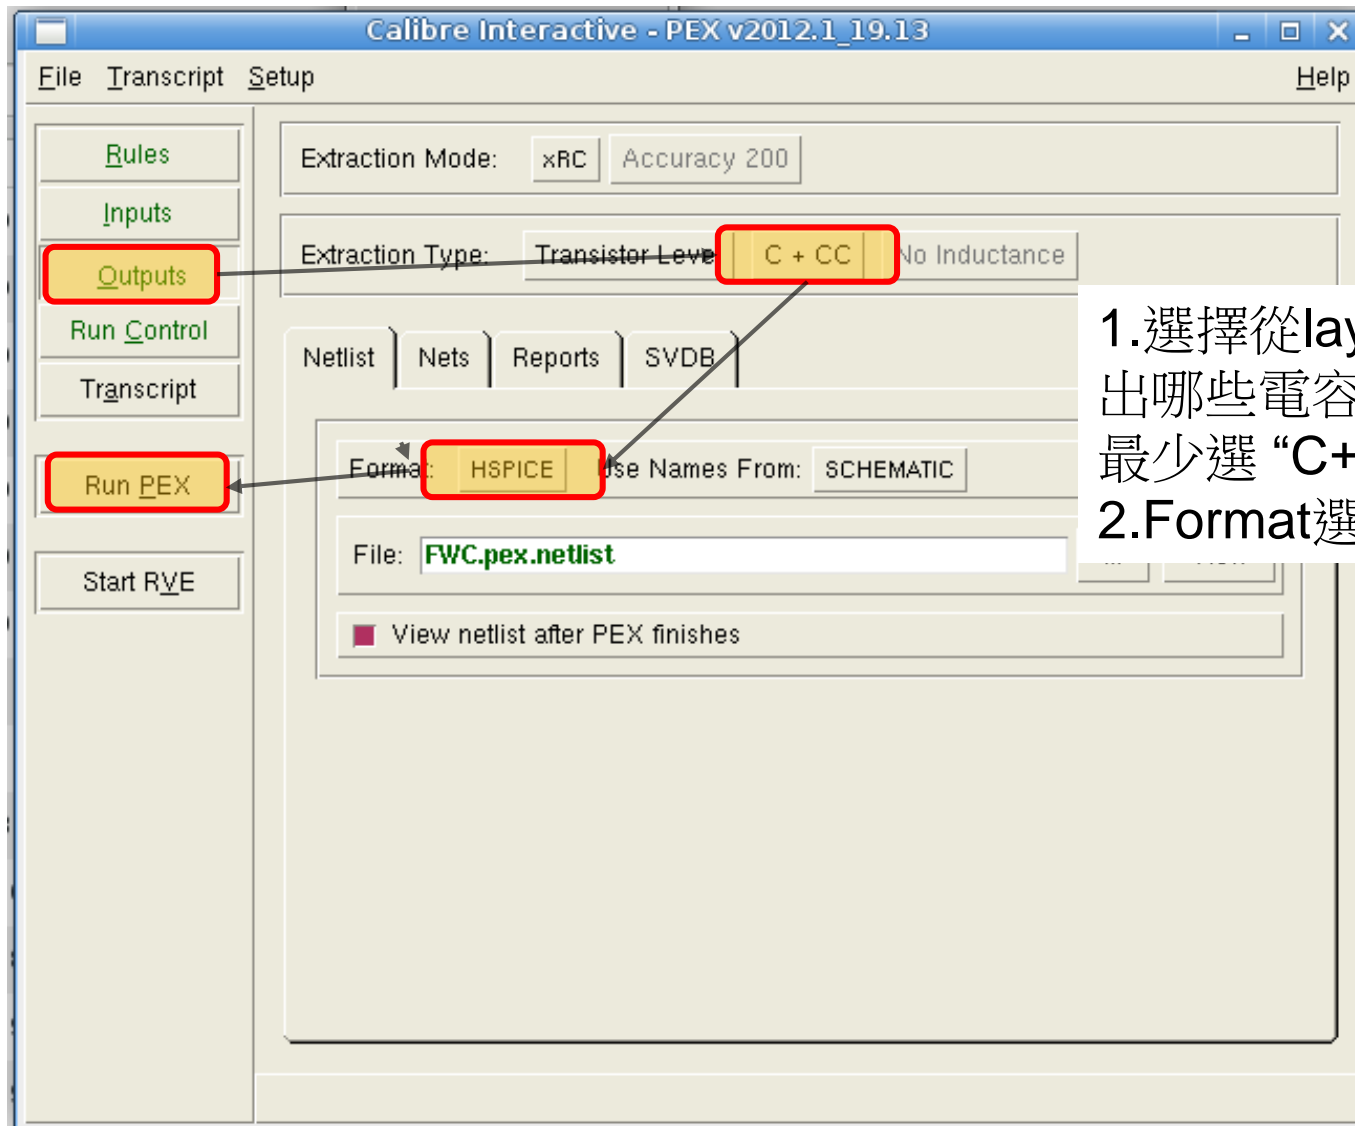 Calibre Interactive - PEX v2012.1_19.13
File Transcript Setup Help
Rules
Inputs
Outputs
Run Control
Transcript
Run PEX
Start RVE
Extraction Mode: xRC Accuracy 200
Extraction Type: Transistor Leve C + CC No Inductance
Netlist Nets Reports SVDB
Format: HSPICE Use Names From: SCHEMATIC
File: FWC.pex.netlist
View netlist after PEX finishes
1.選擇從lay
出哪些電容
最少選 “C+
2.Format選